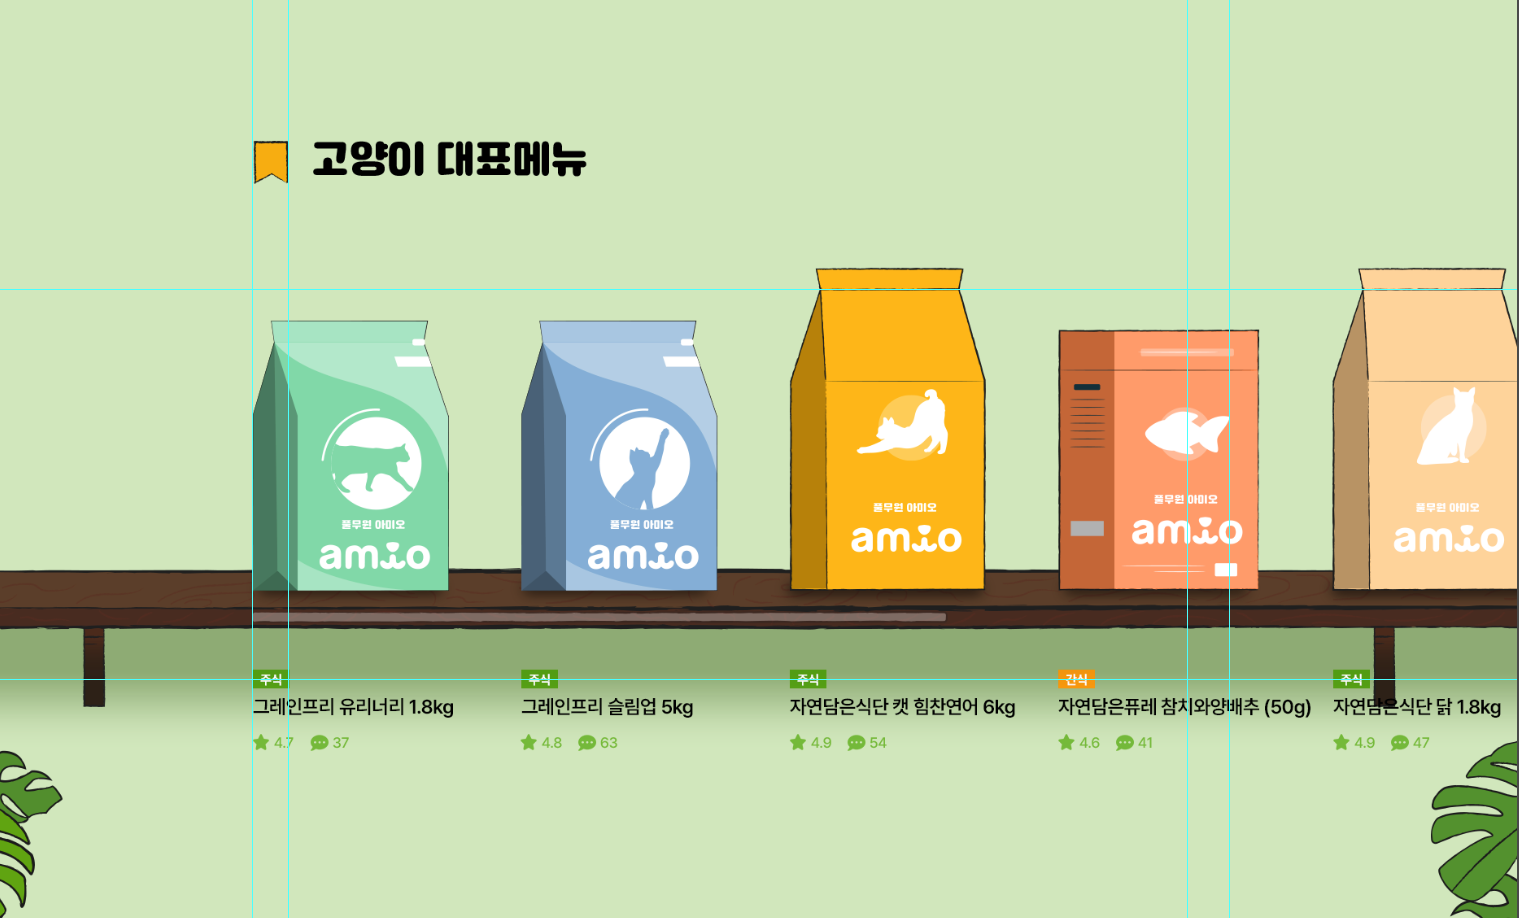 고양이 대표메뉴
풀무원 아미오
amio
풀무원 아미오
amio
풀무원 아미오
amio
풀무원 아미오
amio
풀무원 아미오
amio
주식
그레인프리 유리너리 1.8kg
4.7 37
주식
그레인프리 슬림업 5kg
4.8 63
주식
자연담은식단 캣 힘찬연어 6kg
4.9 54
간식
자연담은퓨레 참치와양배추 (50g)
4.6 41
주식
자연담은식단 닭 1.8kg
4.9 47